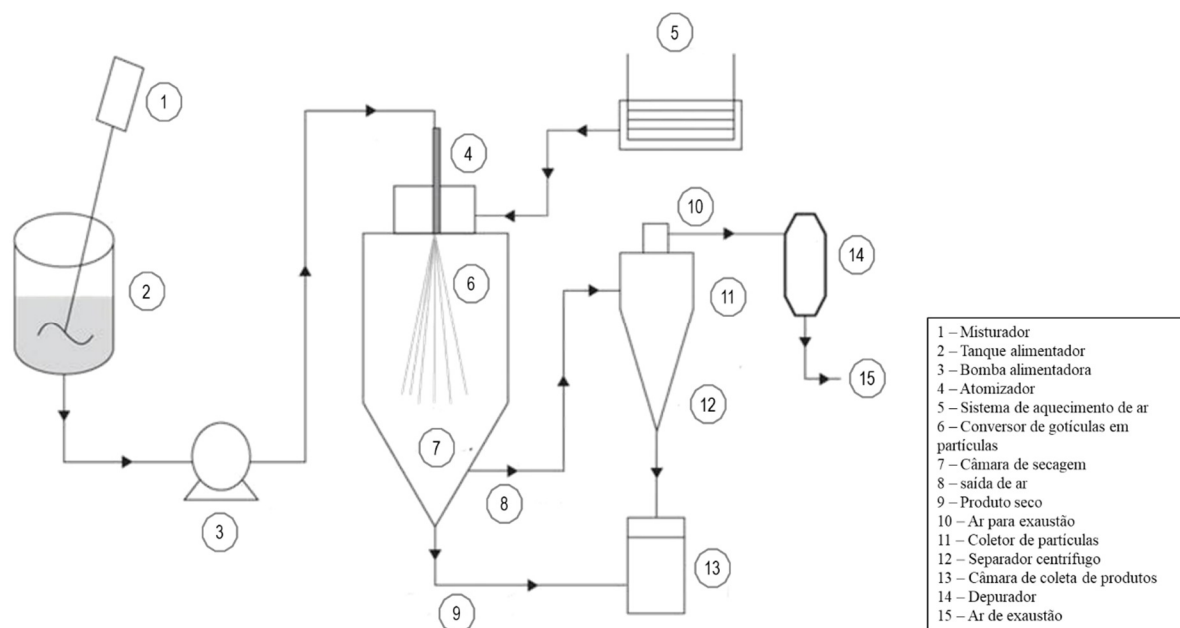 1
2
3
4
5
6
7
8
9
10
11
12
13
14
15
1 – Misturador
2 – Tanque alimentador
3 – Bomba alimentadora
4 – Atomizador
5 – Sistema de aquecimento de ar
6 – Conversor de gotículas em
partículas
7 – Câmara de secagem
8 – saída de ar
9 – Produto seco
10 – Ar para exaustão
11 – Coletor de partículas
12 – Separador centrífugo
13 – Câmara de coleta de produtos
14 – Depurador
15 – Ar de exaustão